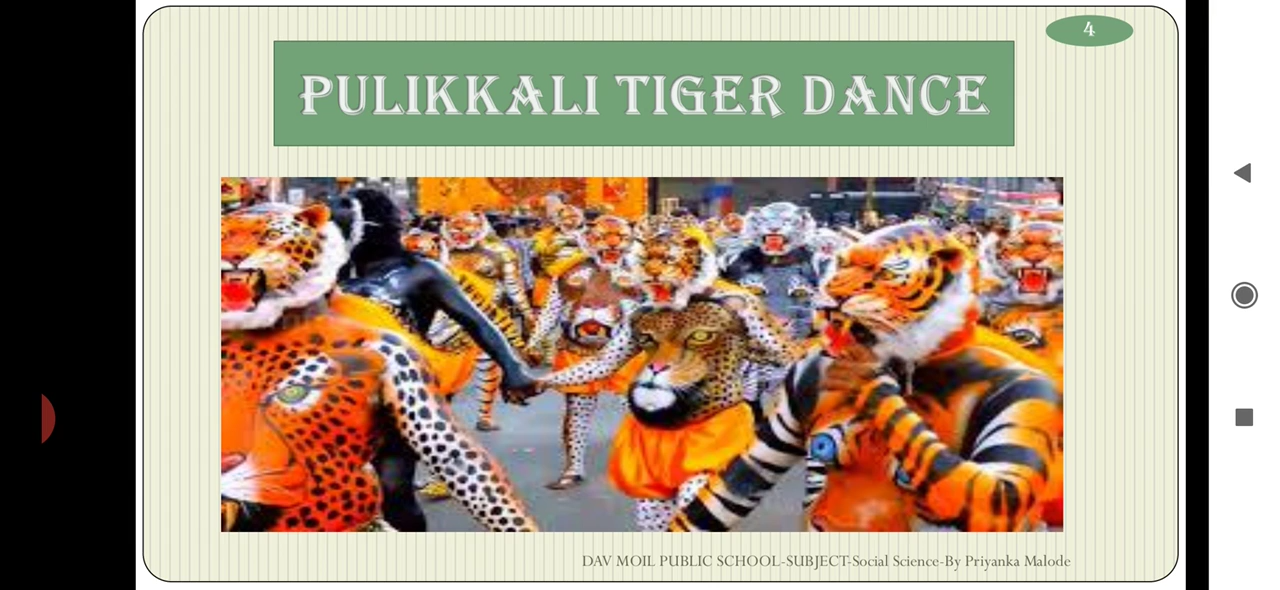 4
PULIKKALI TIGER DANCE
DAV MOIL PUBLIC SCHOOL-SUBJECT-Social Science-By Priyanka Malode